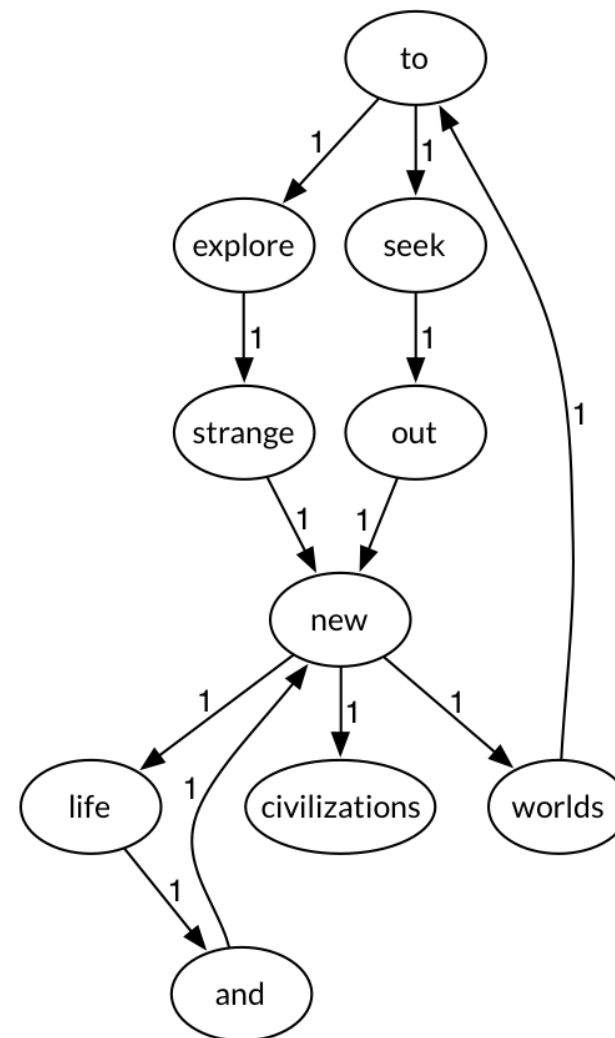 to
1
1
explore
seek
1
1
1
strange
out
1
1
new
1
1
1
1
life
civilizations
worlds
1
and